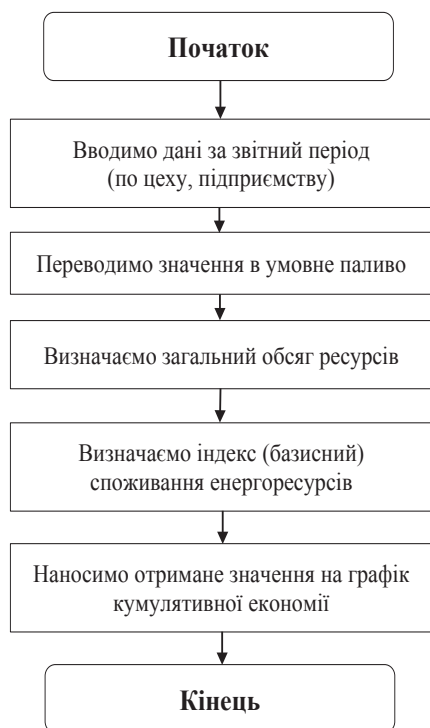 Початок
Вводимо дані за звітний період
(по цеху, підприємству)
Переводимо значення в умовне паливо
Визначаємо загальний обсяг ресурсів
Визначаємо індекс (базисний)
споживання енергоресурсів
Наносимо отримане значення на графік
кумулятивної економії
Кінець